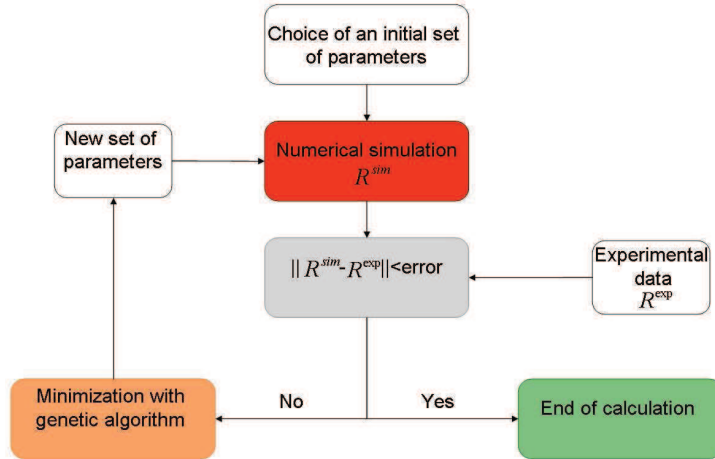 Choice of an initial set
of parameters
New set of
parameters
Numerical simulation
R^sim
|| R^sim - R^exp||<error
Experimental
data
R^exp
Minimization with
genetic algorithm
No
Yes
End of calculation